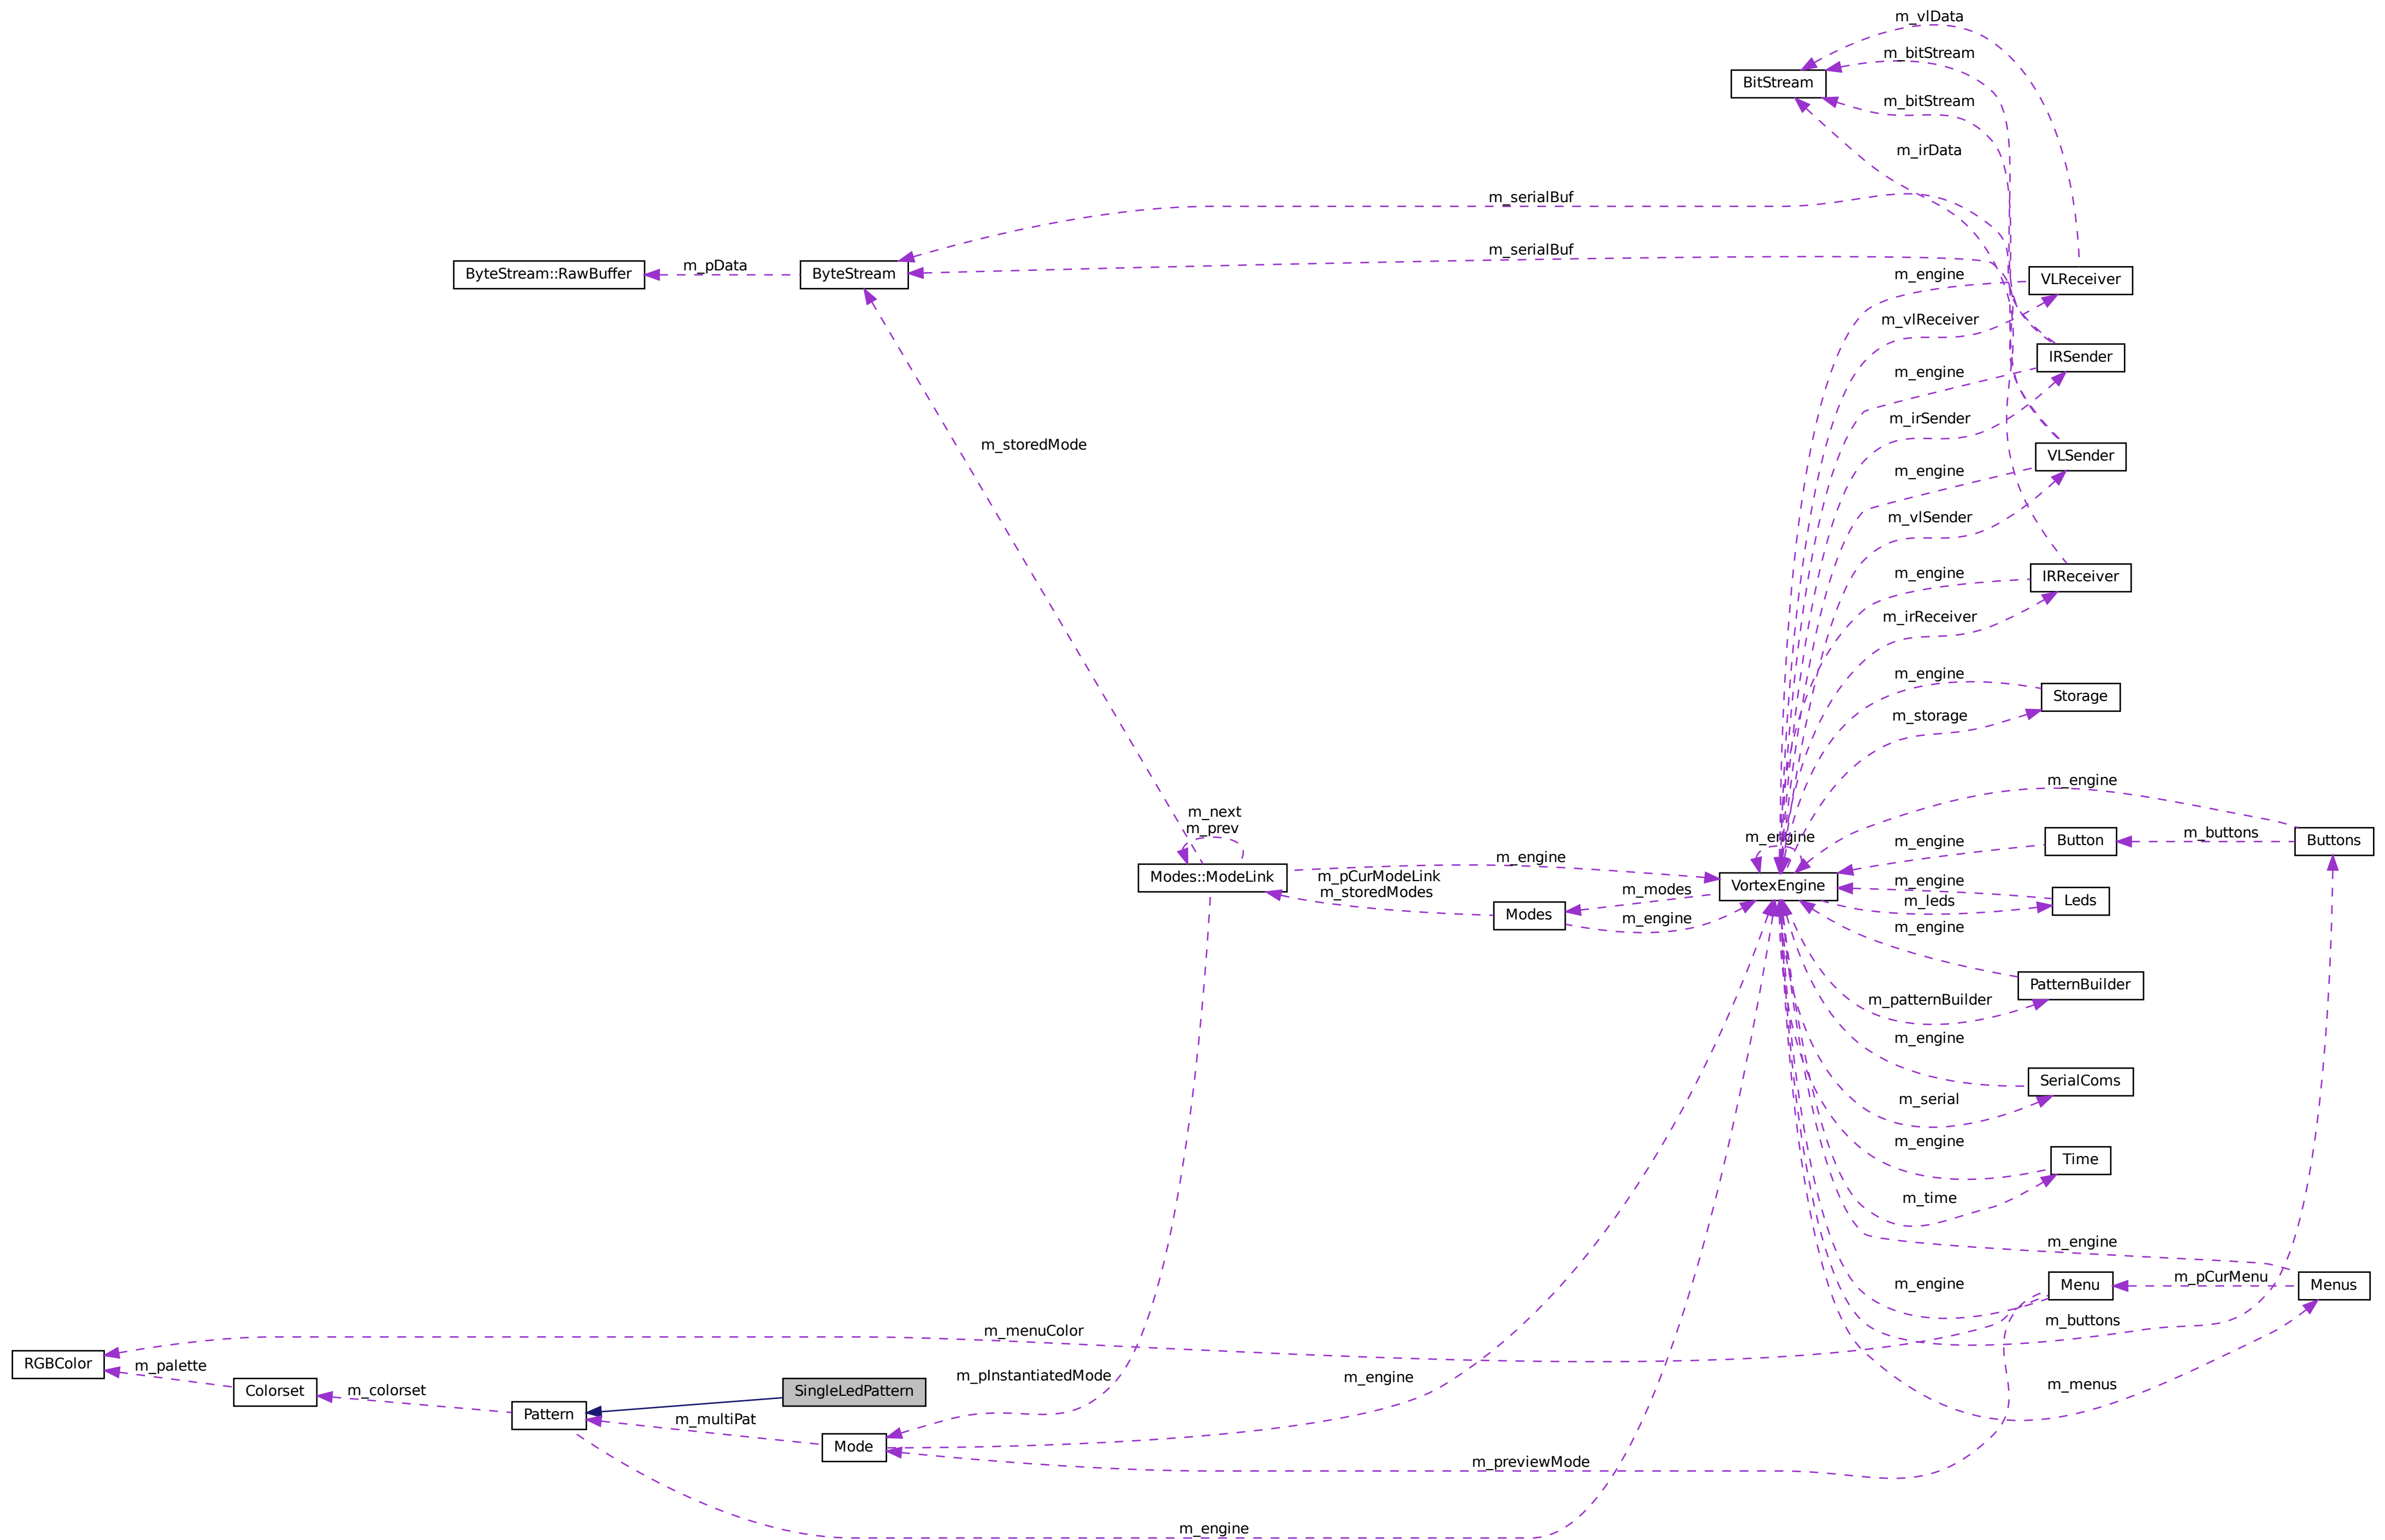 m_vlData
m_bitStream
BitStream
m_bitStream
m_irData
m_serialBuf
m_serialBuf
ByteStream::RawBuffer
m_pData
ByteStream
m_engine
VLReceiver
m_vlReceiver
IRSender
m_engine
m_irSender
m_storedMode
VLSender
m_engine
m_vlSender
m_engine
IRReceiver
m_irReceiver
m_engine
Storage
m_storage
m_engine
m_next
m_prev
m_engine
m_engine
Button
m_buttons
Buttons
Modes::ModeLink
m_engine
m_pCurModeLink
m_storedModes
VortexEngine
m_engine
m_leds
Leds
m_modes
Modes
m_engine
m_engine
PatternBuilder
m_patternBuilder
m_engine
SerialComs
m_serial
m_engine
Time
m_time
m_engine
m_engine
Menu
m_pCurMenu
Menus
m_buttons
m_menuColor
RGBColor
m_palette
Colorset
m_colorset
SingleLedPattern
m_pInstantiatedMode
m_engine
m_menus
Pattern
m_multiPat
Mode
m_previewMode
m_engine